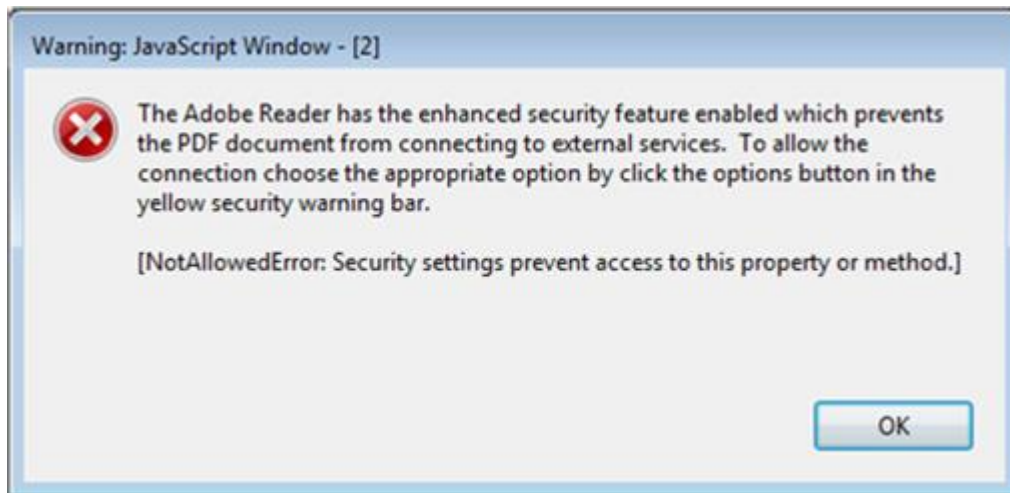 Warning: JavaScript Window - [2]
The Adobe Reader has the enhanced security feature enabled which prevents
the PDF document from connecting to external services.  To allow the
connection choose the appropriate option by click the options button in the
yellow security warning bar.
[NotAllowedError: Security settings prevent access to this property or method.]
OK